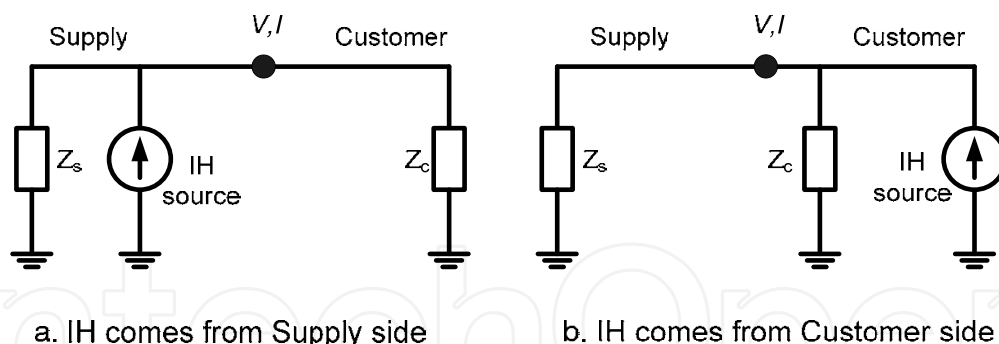 Supply
V,I
Customer
Zs
IH
source
Zc
a. IH comes from Supply side
Supply
V,I
Customer
Zs
Zc
IH
source
b. IH comes from Customer side